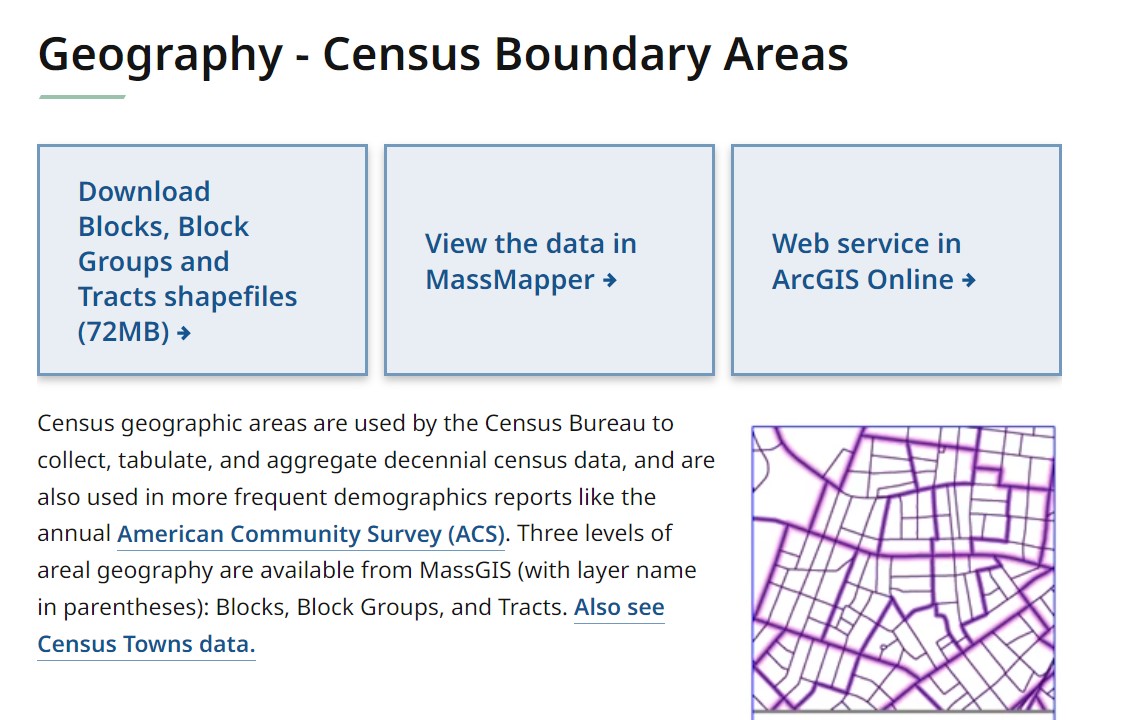 Geography - Census Boundary Areas
Download
Blocks, Block
Groups and
Tracts shapefiles
(72MB) →
View the data in
MassMapper →
Web service in
ArcGIS Online →
Census geographic areas are used by the Census Bureau to
collect, tabulate, and aggregate decennial census data, and are
also used in more frequent demographics reports like the
annual American Community Survey (ACS). Three levels of
areal geography are available from MassGIS (with layer name
in parentheses): Blocks, Block Groups, and Tracts. Also see
Census Towns data.